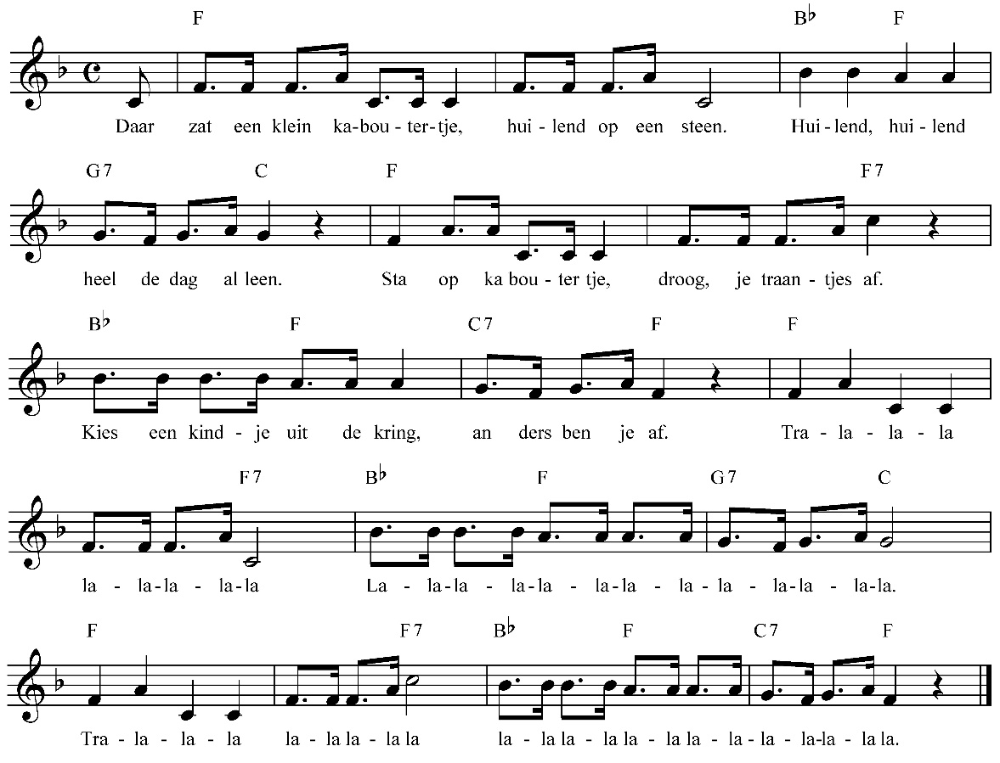 F B♭ F
Daar zat een klein ka-bou-ter-tje, hui-lend op een steen. Hui-lend, hui-lend
G7 C F F7
heel de dag al leen. Sta op ka bou-ter tje, droog, je traan-tjes af.
B♭ F C7 F F
Kies een kind-je uit de kring, an ders ben je af. Tra-la-la-la
F7 B♭ F G7 C
la-la-la-la-la La-la-la-la-la-la-la-la-la-la-la-la-la.
F F7 B♭ F C7 F
Tra-la-la-la la-la la-la la la-la la-la la-la la-la-la-la-la-la la.